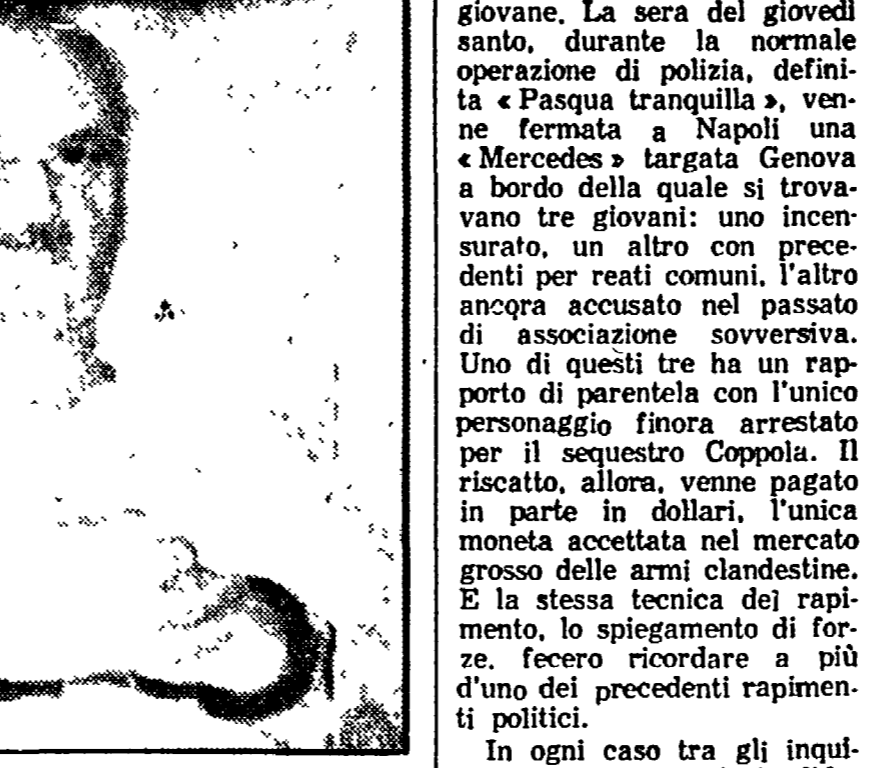 giovane. La sera del giovedì
santo, durante la normale
operazione di polizia, defini-
ta « Pasqua tranquilla », ven-
ne fermata a Napoli una
« Mercedes » targata Genova
a bordo della quale si trova-
vano tre giovani: uno incen-
surato, un altro con prece-
denti per reati comuni, l'altro
ancora accusato nel passato
di associazione sovversiva.
Uno di questi tre ha un rap-
porto di parentela con l'unico
personaggio finora arrestato
per il sequestro Coppola. Il
riscatto, allora, venne pagato
in parte in dollari, l'unica
moneta accettata nel mercato
grosso delle armi clandestine.
E la stessa tecnica del rapi-
mento, lo spiegamento di for-
ze, fecero ricordare a più
d'uno dei precedenti rapimen-
ti politici.
In ogni caso tra gli inqui-